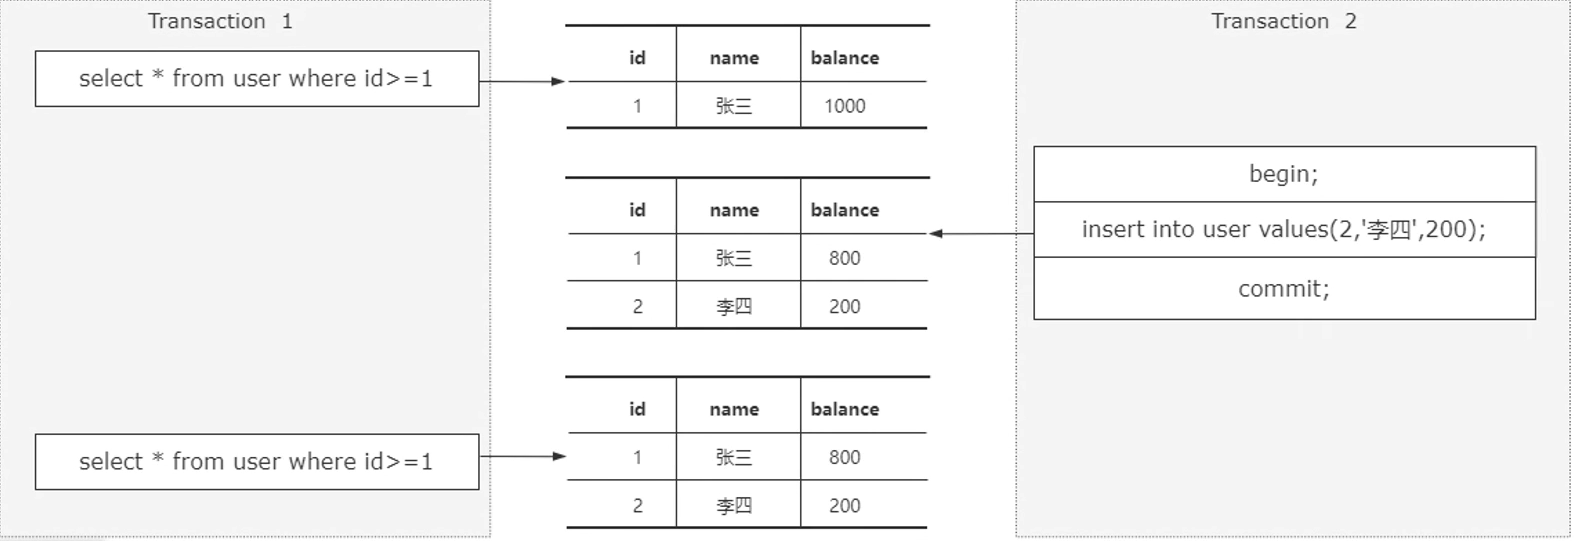 Transaction 1
select * from user where id>=1
id name balance
1 张三 1000
Transaction 2
begin;
insert into user values(2,'李四',200);
commit;
id name balance
1 张三 800
2 李四 200
select * from user where id>=1
id name balance
1 张三 800
2 李四 200